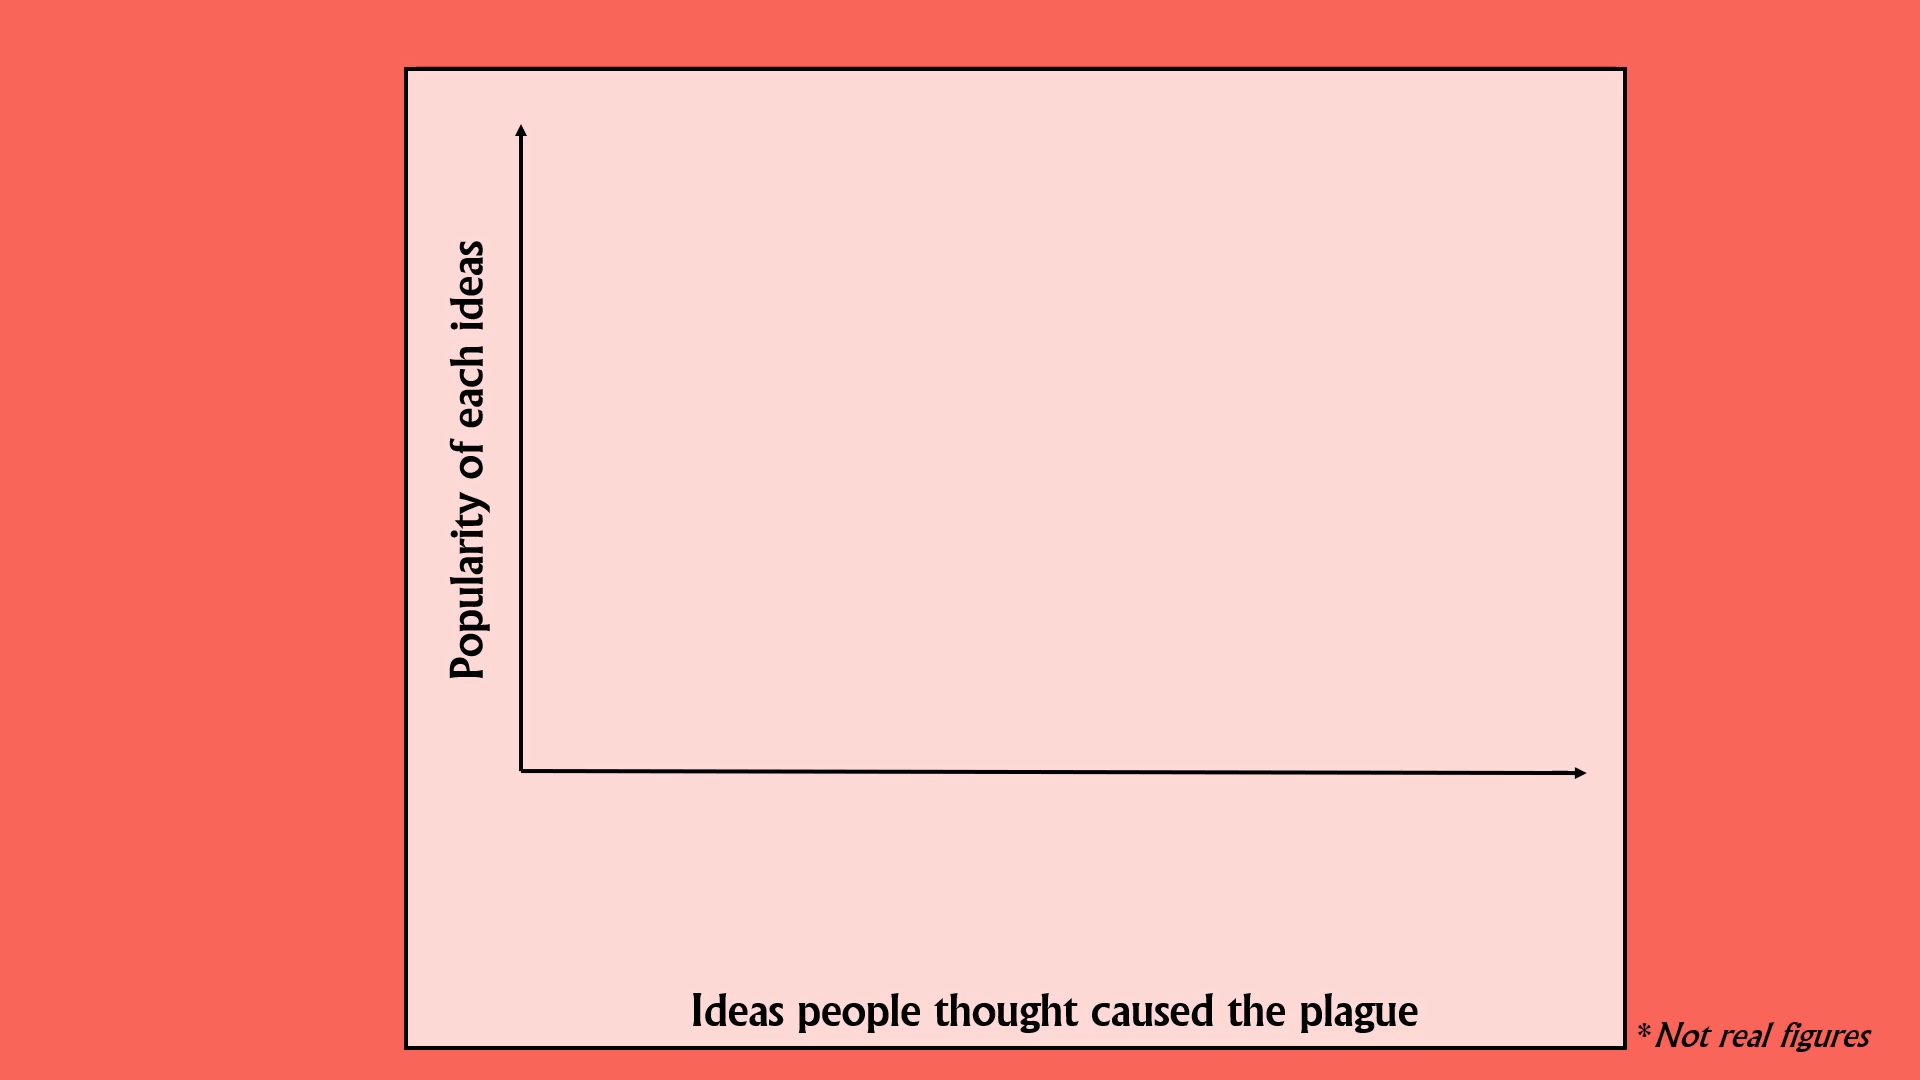 Popularity of each ideas
Ideas people thought caused the plague
*Not real figures